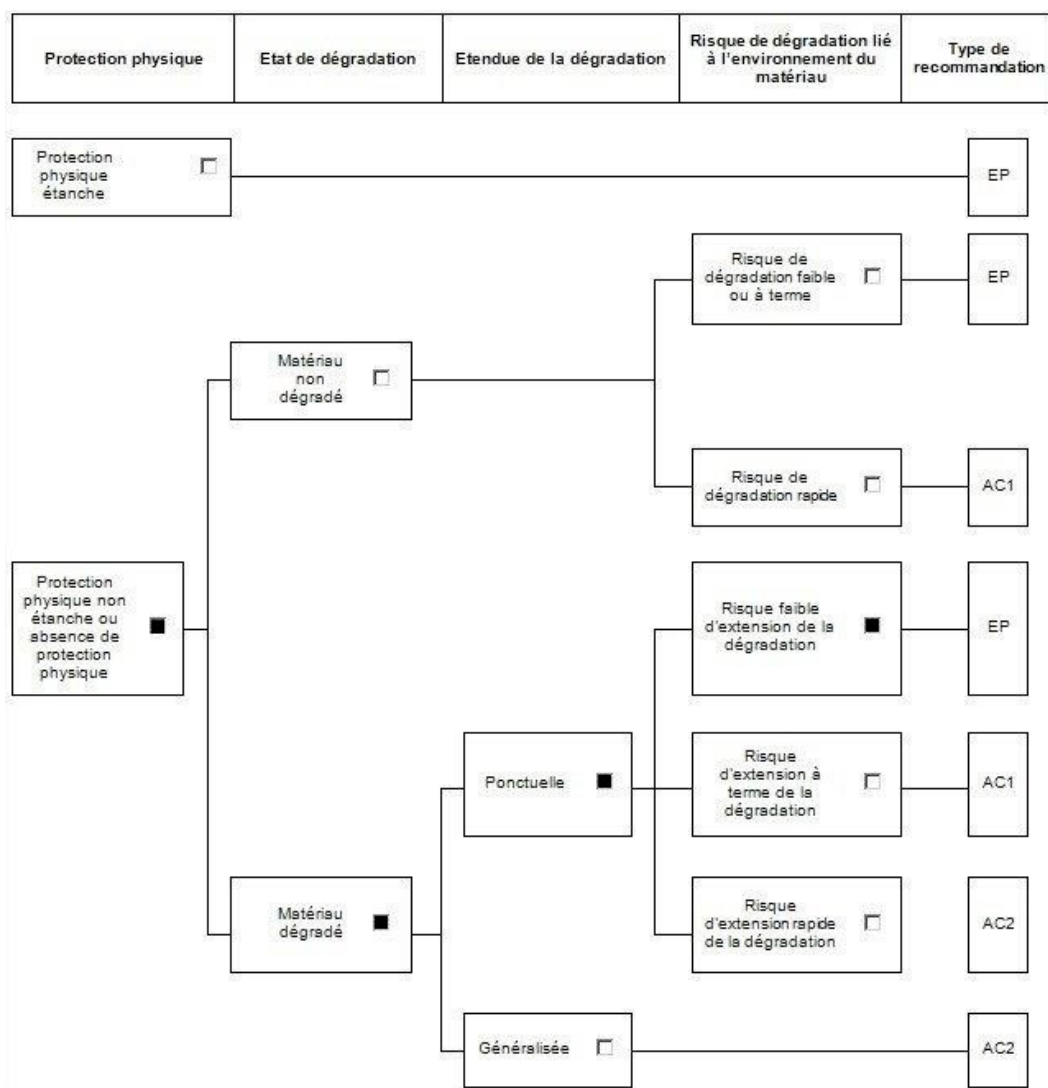 Protection physique
Etat de dégradation
Etendue de la dégradation
Risque de dégradation lié
à l'environnement du
matériau
Type de
recommandation
Protection
physique
étanche
EP
Risque de
dégradation faible
ou à terme
EP
Matériau
non
dégradé
Risque de
dégradation rapide
AC1
Protection
physique non
étanche ou
absence de
protection
physique
Risque faible
d'extension de la
dégradation
EP
Ponctuelle
Risque
d'extension à
terme de la
dégradation
AC1
Matériau
dégradé
Risque
d'extension rapide
de la dégradation
AC2
Généralisée
AC2